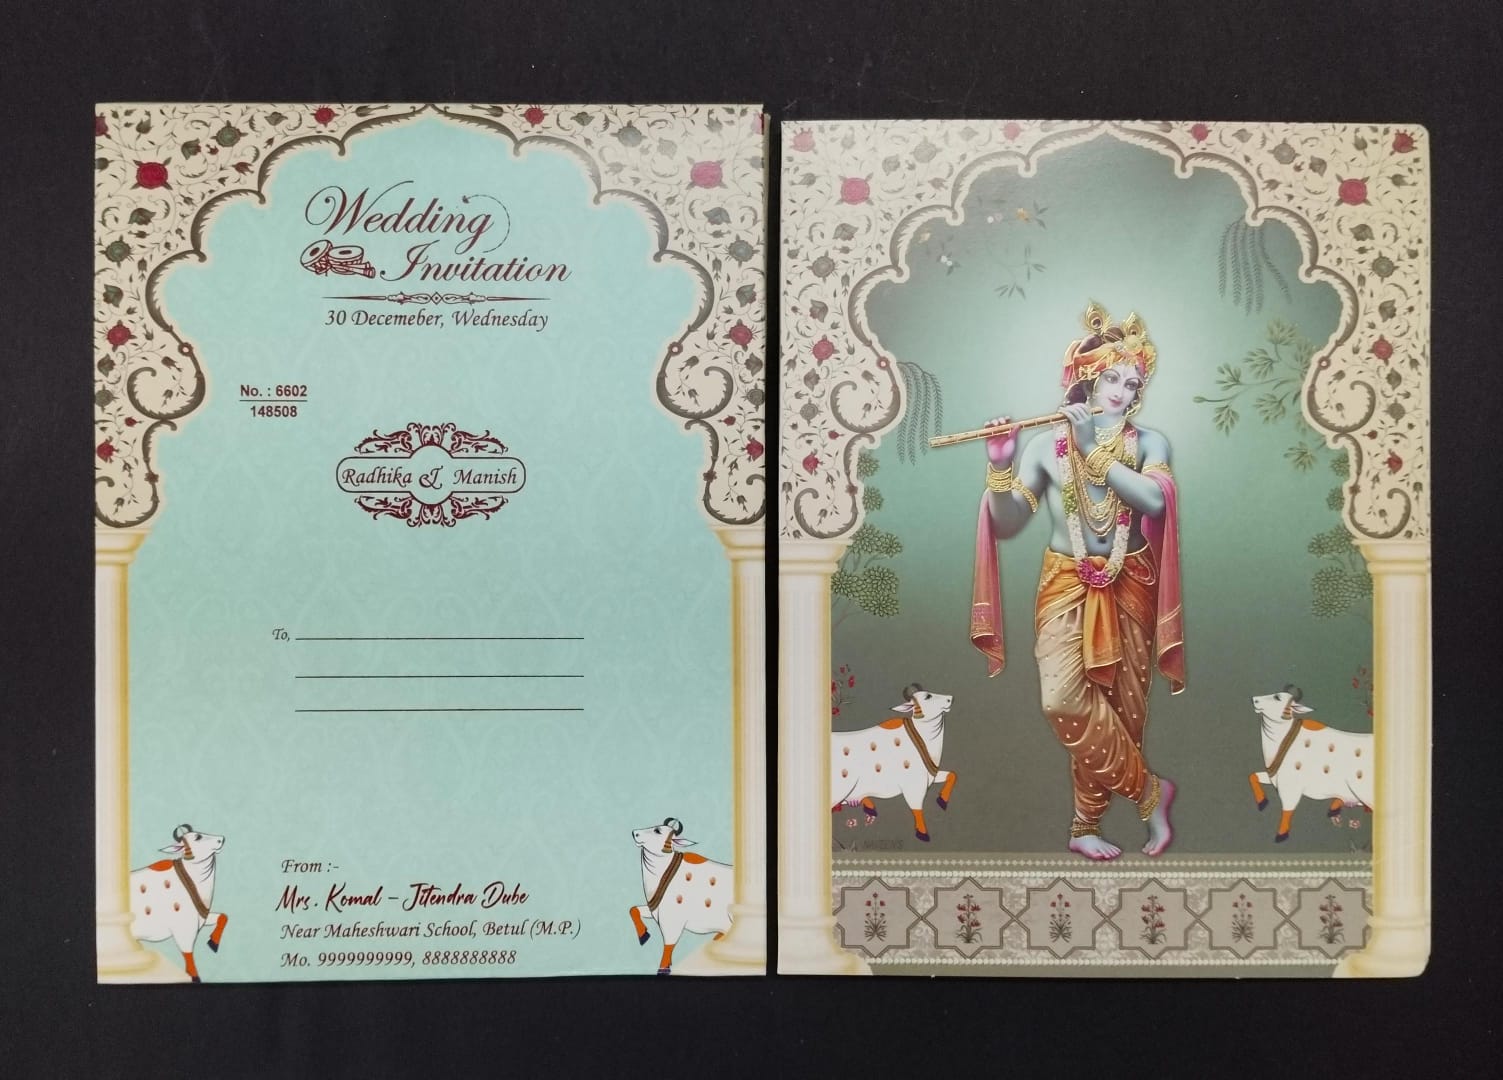 Wedding
Invitation
30 Decemeber, Wednesday
No. : 6602
148508
Radhika & Manish
To,
From :-
Mrs. Komal - Jitendra Dube
Near Maheshwari School, Betul (M.P.)
Mo. 9999999999, 8888888888
NAVEENS